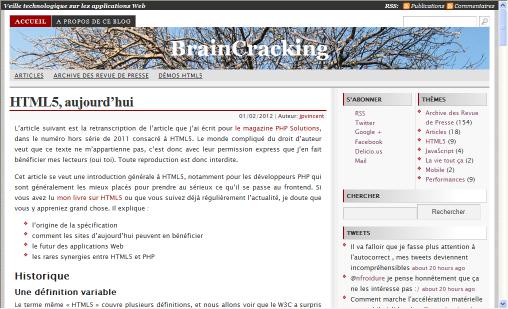 Veille technologique sur les applications Web
RSS: Publications Commentaires
ACCUEIL A PROPOS DE CE BLOG
BrainCracking
ARTICLES ARCHIVES DES REVUE DE PRESSE DÉMOS HTML5
HTML5, aujourd'hui
01/02/2012 | Auteur: jpvincent
L'article suivant est la retranscription de l'article que j'ai écrit pour le magazine PHP Solutions,
dans le numéro hors série de 2011 consacré à HTML5. Le monde compliqué du droit d'auteur
veut que ce texte ne m'appartienne pas, c'est donc avec leur permission express que j'en fait
bénéficier mes lecteurs (oui toi). Toute reproduction est donc interdite.
Cet article se veut une introduction générale à HTML5, notamment pour les développeurs PHP qui
sont généralement les mieux placés pour prendre au sérieux ce qu'il se passe au frontend. Si
vous avez lu mon livre sur HTML5 ou que vous suivez déjà régulièrement l'actualité, je doute que
vous y appreniez grand chose. Il explique :
l'origine de la spécification
comment les sites d'aujourd'hui peuvent en bénéficier
le futur des applications Web
les rares synergies entre HTML5 et PHP
Historique
Une définition variable
Le terme même « HTML5 » couvre plusieurs définitions, et nous allons voir que le W3C a surpris
S'ABONNER
RSS
Twitter
Google +
Facebook
Delicio.us
Mail
THÈMES
Archive des Revue
de Presse (154)
Articles (18)
HTML5 (9)
JavaScript (4)
La vie tout ça (2)
Mobile (2)
Performances (9)
CHERCHER
Rechercher
TWEETS
Il va falloir que je fasse plus attention à
l'autocorrect , mes tweets deviennent
incompréhensibles about 20 hours ago
@nfroidure je pense honnêtement que ça
ne les intéresse pas :/ about 20 hours ago
Comment marche l'accélération matérielle